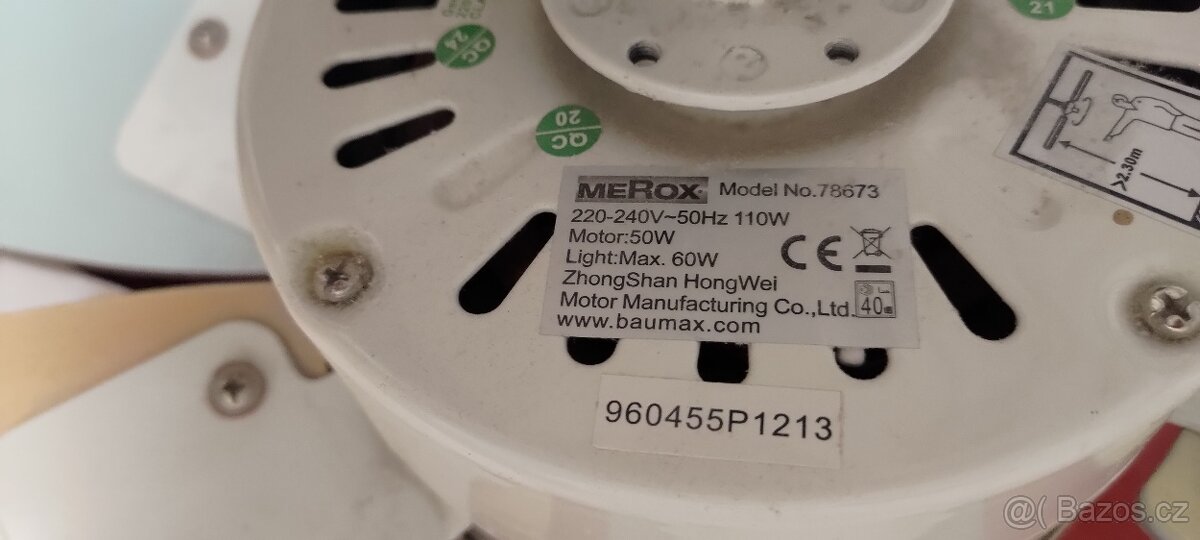 QC
24
21
QC
20
MEROX Model No.78673
220-240V~50Hz 110W
Motor:50W
Light:Max. 60W
ZhongShan HongWei
Motor Manufacturing Co.,Ltd.
www.baumax.com
CE
40
>2.30m
960455P1213
@( Bazos.cz